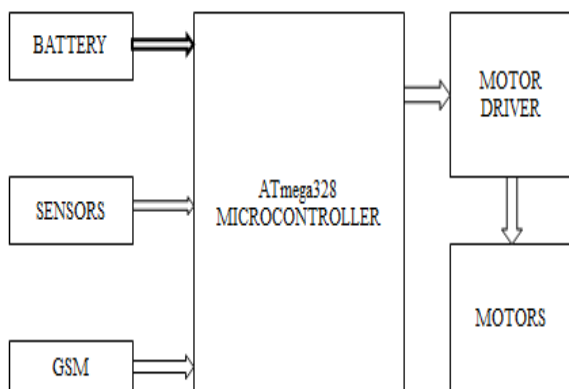 BATTERY
SENSORS
GSM
ATmega328
MICROCONTROLLER
MOTOR
DRIVER
MOTORS